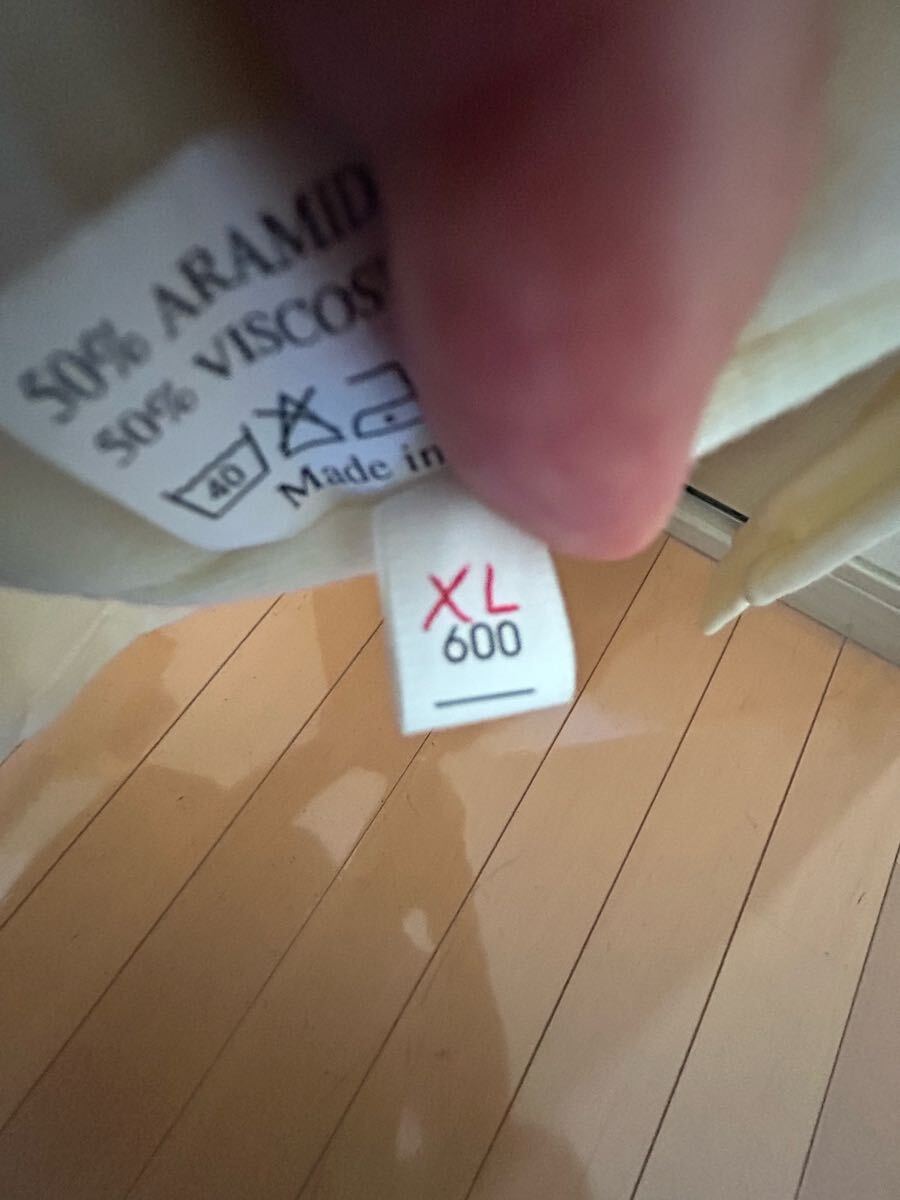 50% ARAMID
50% VISCOS
40
Made in
XL
600